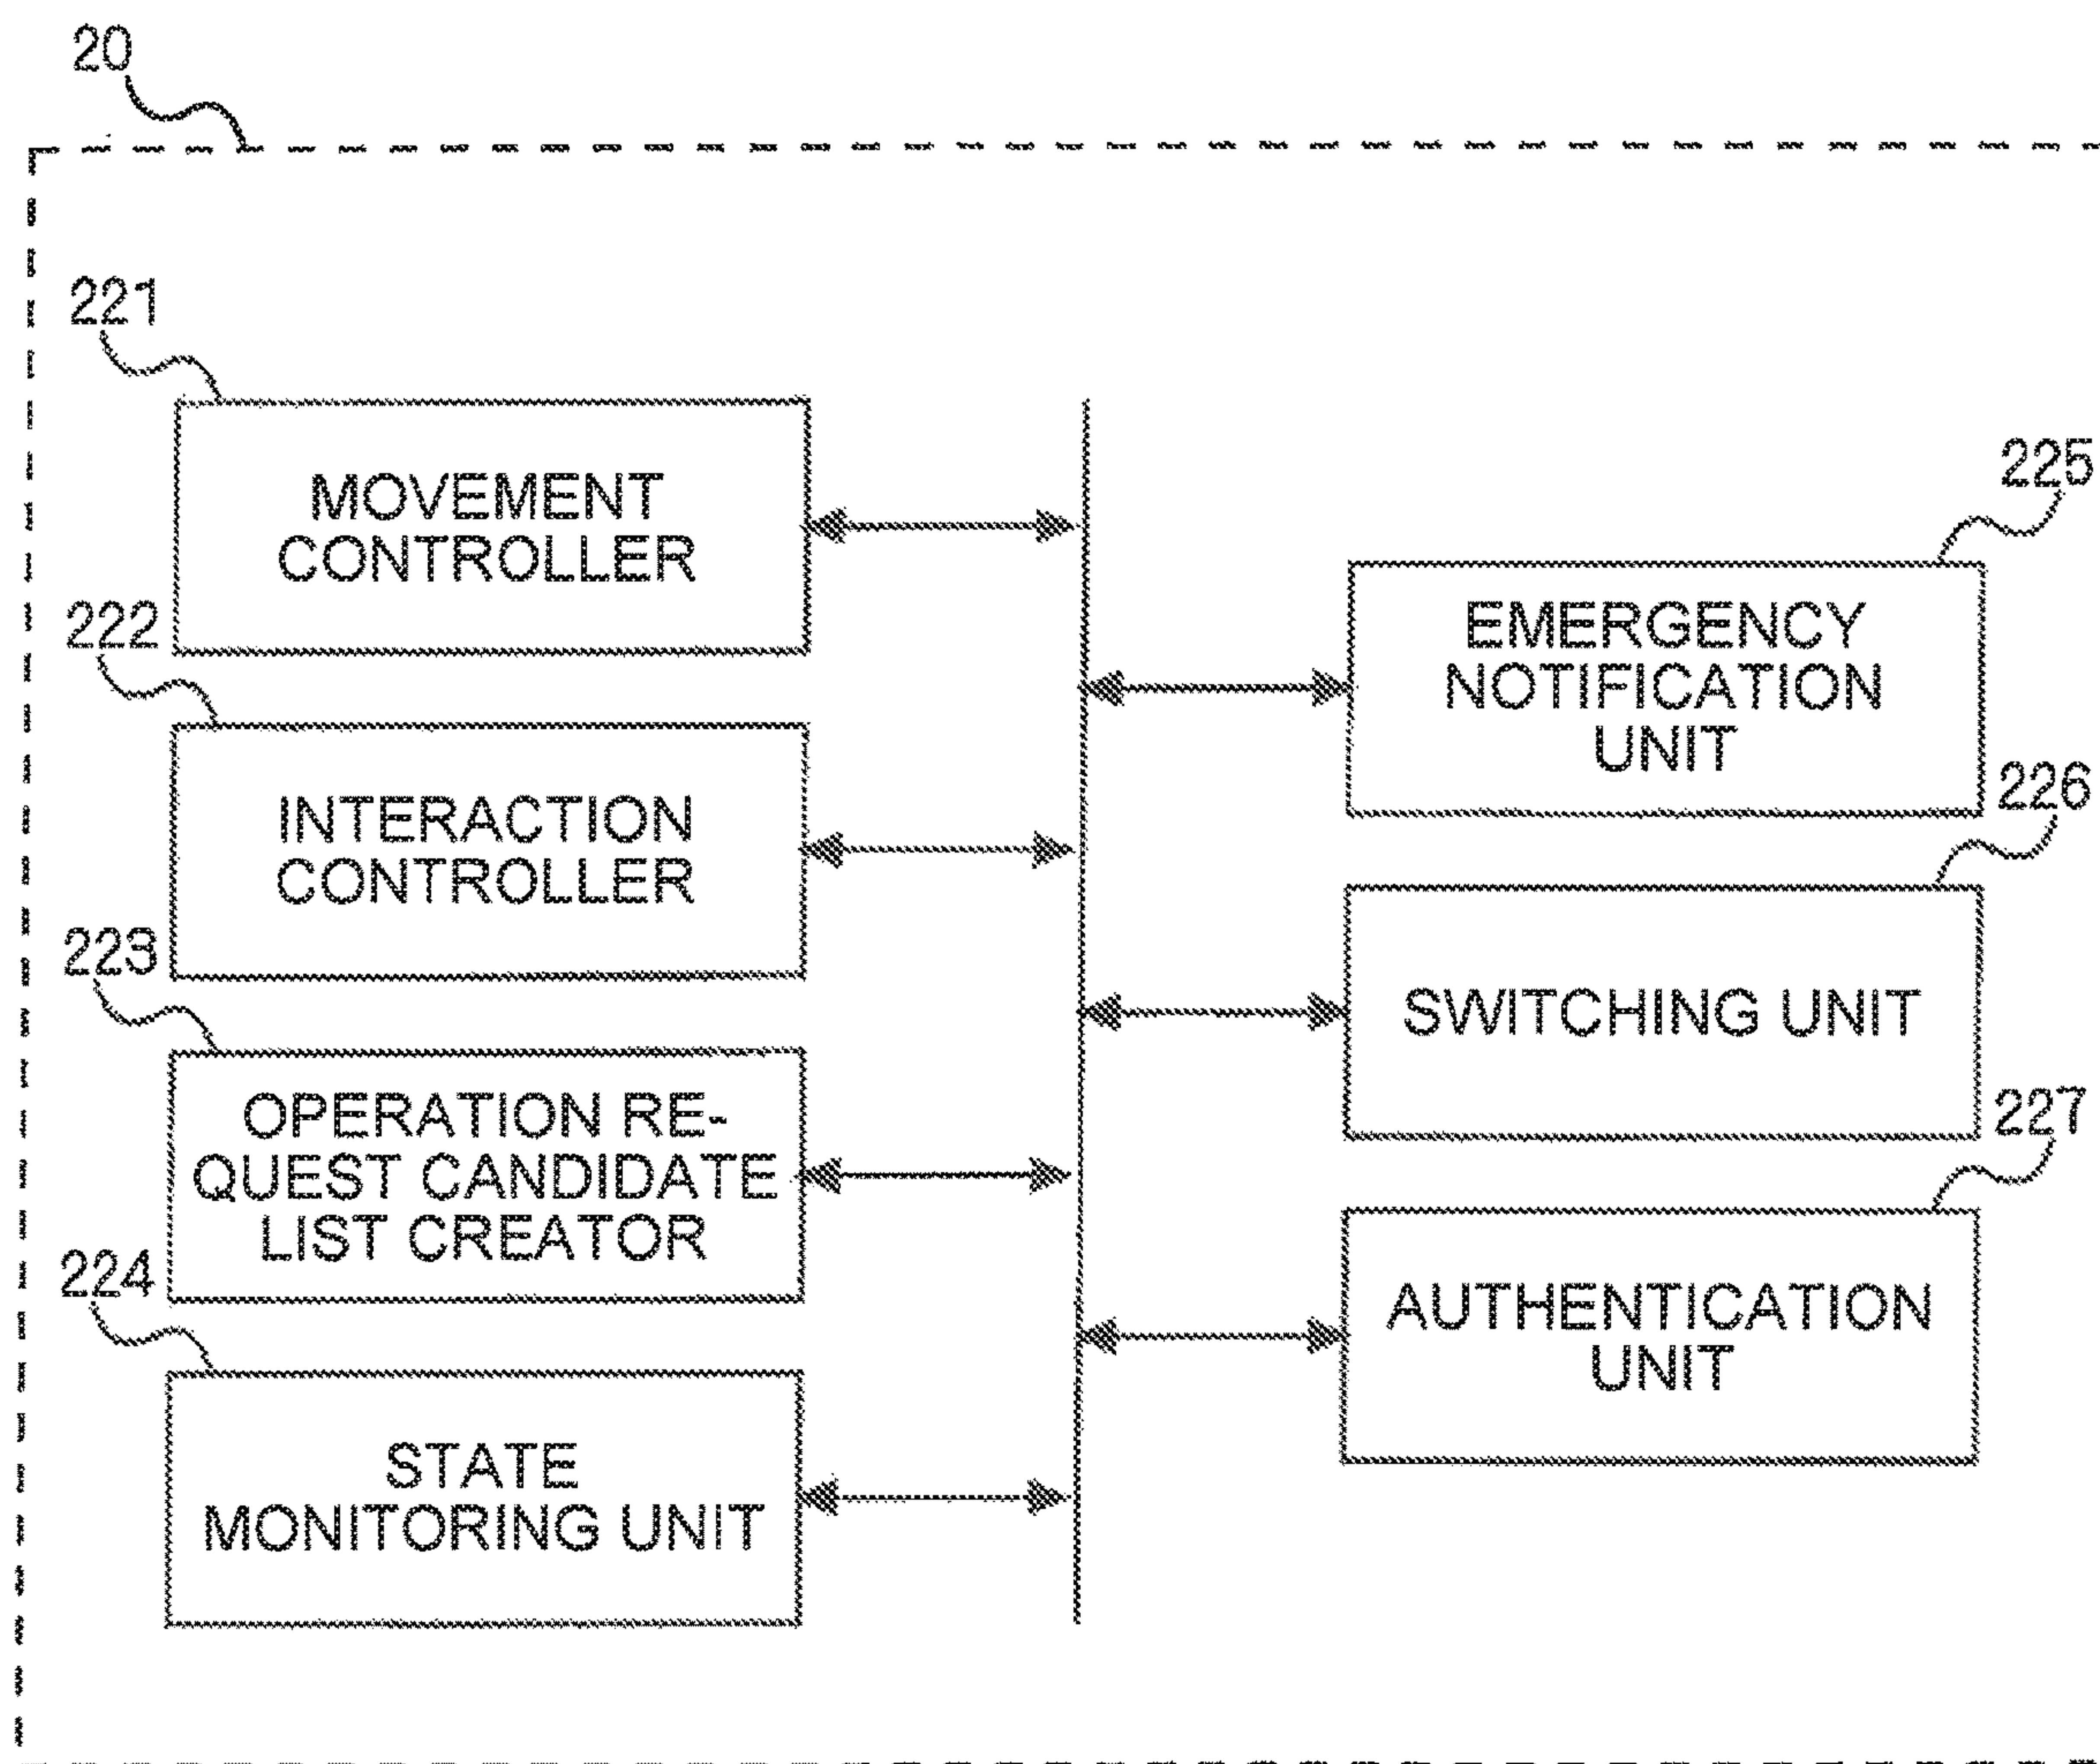 20
221
MOVEMENT
CONTROLLER
222
INTERACTION
CONTROLLER
223
OPERATION RE-
QUEST CANDIDATE
LIST CREATOR
224
STATE
MONITORING UNIT
225
EMERGENCY
NOTIFICATION
UNIT
226
SWITCHING UNIT
227
AUTHENTICATION
UNIT